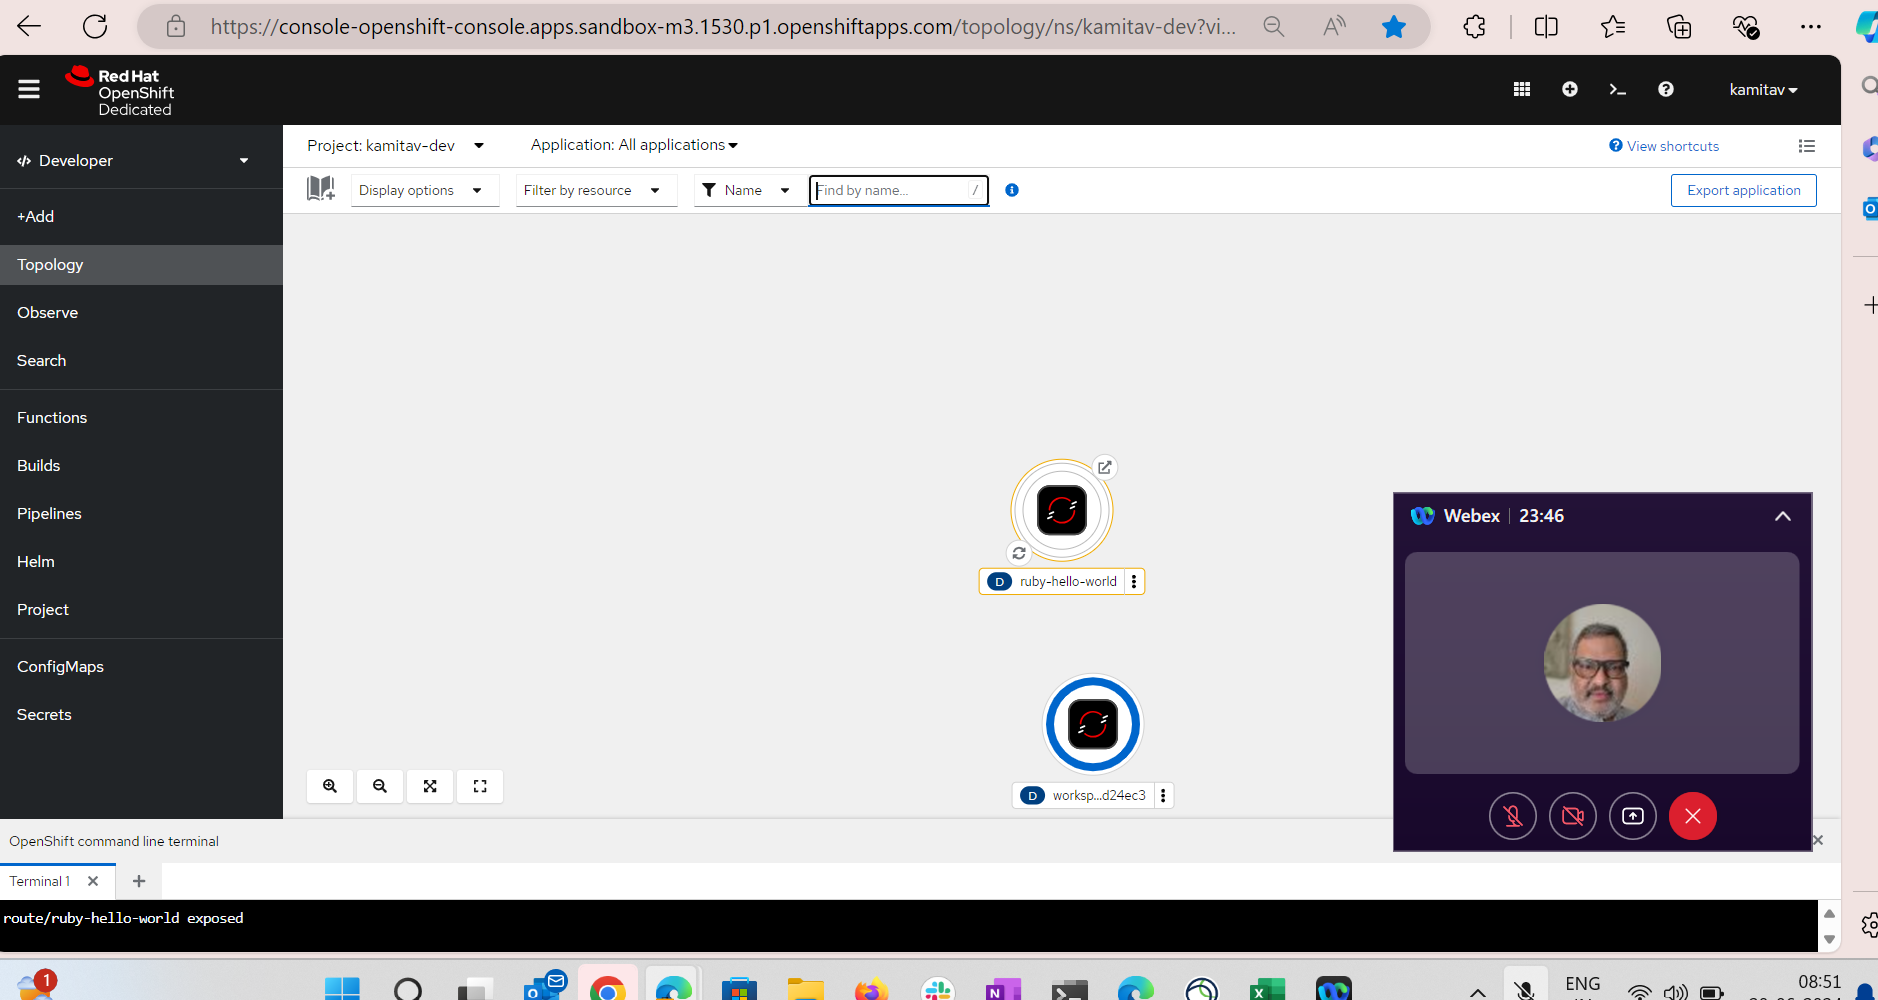 https://console-openshift-console.apps.sandbox-m3.1530.p1.openshiftapps.com/topology/ns/kamitav-dev?vi...
Red Hat
OpenShift
Dedicated
kamitav
Developer
Project: kamitav-dev
Application: All applications
View shortcuts
Display options
Filter by resource
Name
Find by name...
/
Export application
+Add
Topology
Observe
Search
Functions
Builds
Pipelines
Helm
Project
ConfigMaps
Secrets
D ruby-hello-world
D worksp...d24ec3
Webex 23:46
OpenShift command line terminal
Terminal 1
route/ruby-hello-world exposed
1
ENG
08:51